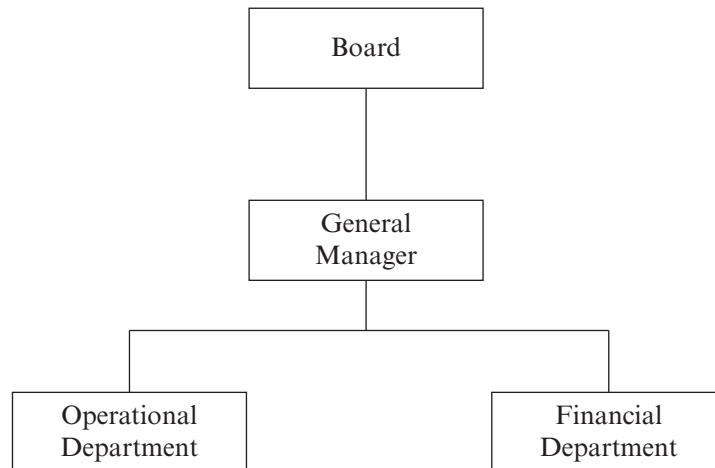 Board
General
Manager
Operational
Department
Financial
Department